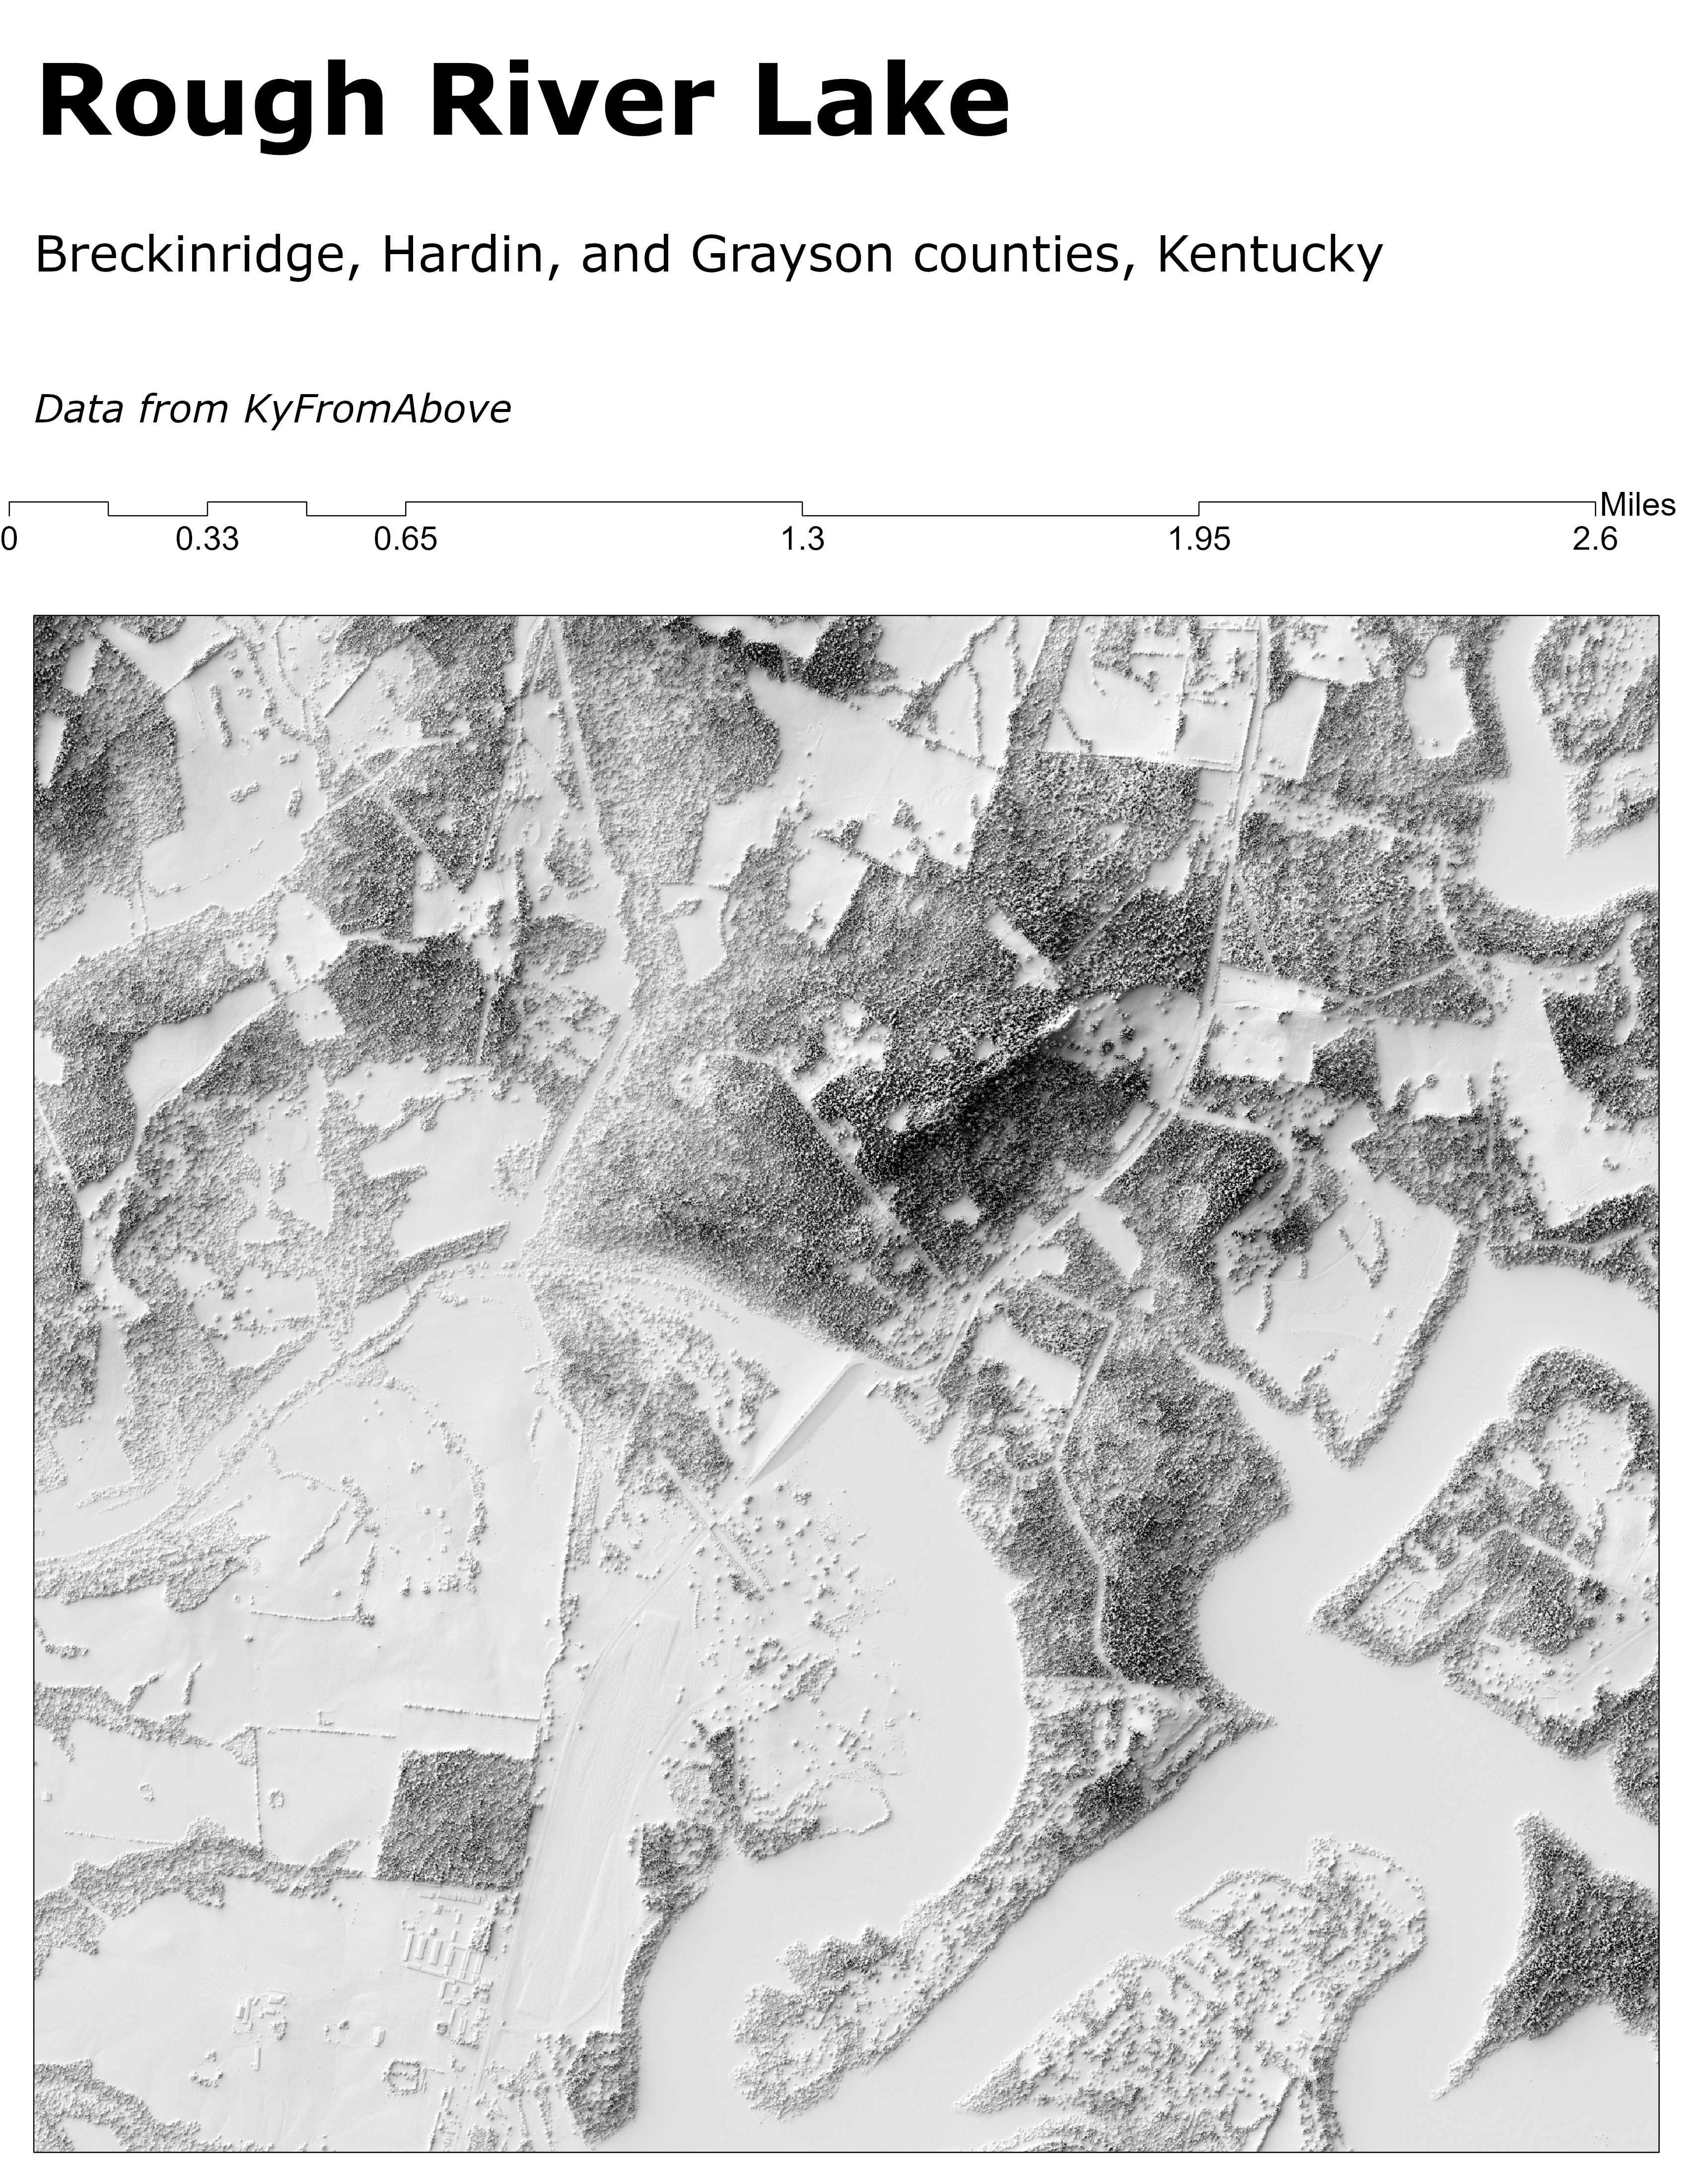 Rough River Lake
Breckinridge, Hardin, and Grayson counties, Kentucky
Data from KyFromAbove
Miles
0 0.33 0.65 1.3 1.95 2.6